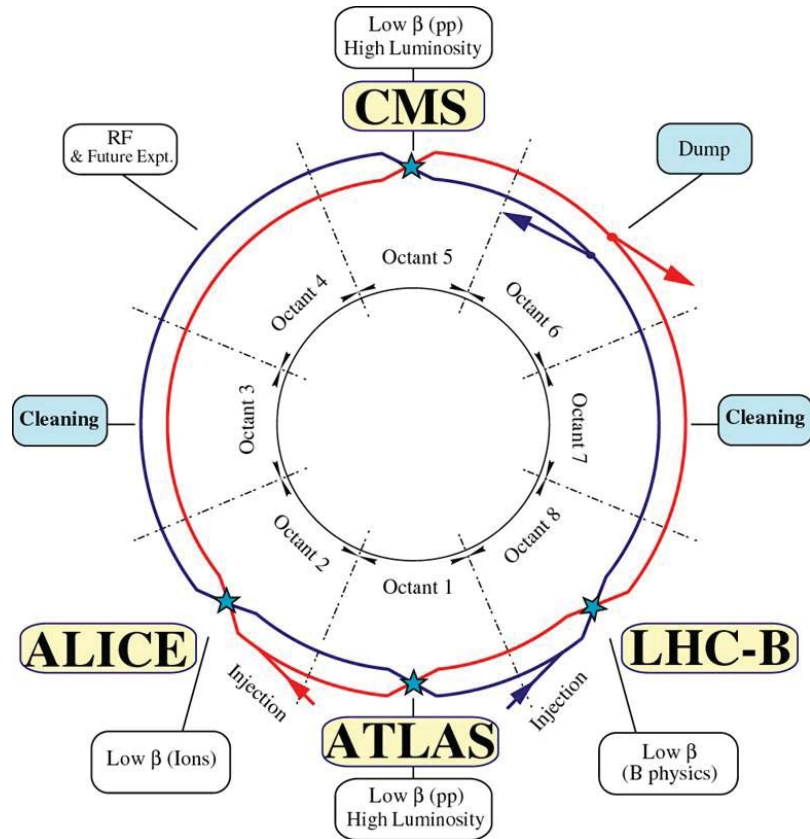 Low β (pp)
High Luminosity
CMS
RF
& Future Expt.
Dump
Octant 5
Octant 4
Octant 6
Octant 3
Octant 7
Cleaning
Cleaning
Octant 2
Octant 8
Octant 1
ALICE
LHC-B
Injection
Injection
ATLAS
Low β (Ions)
Low β
(B physics)
Low β (pp)
High Luminosity